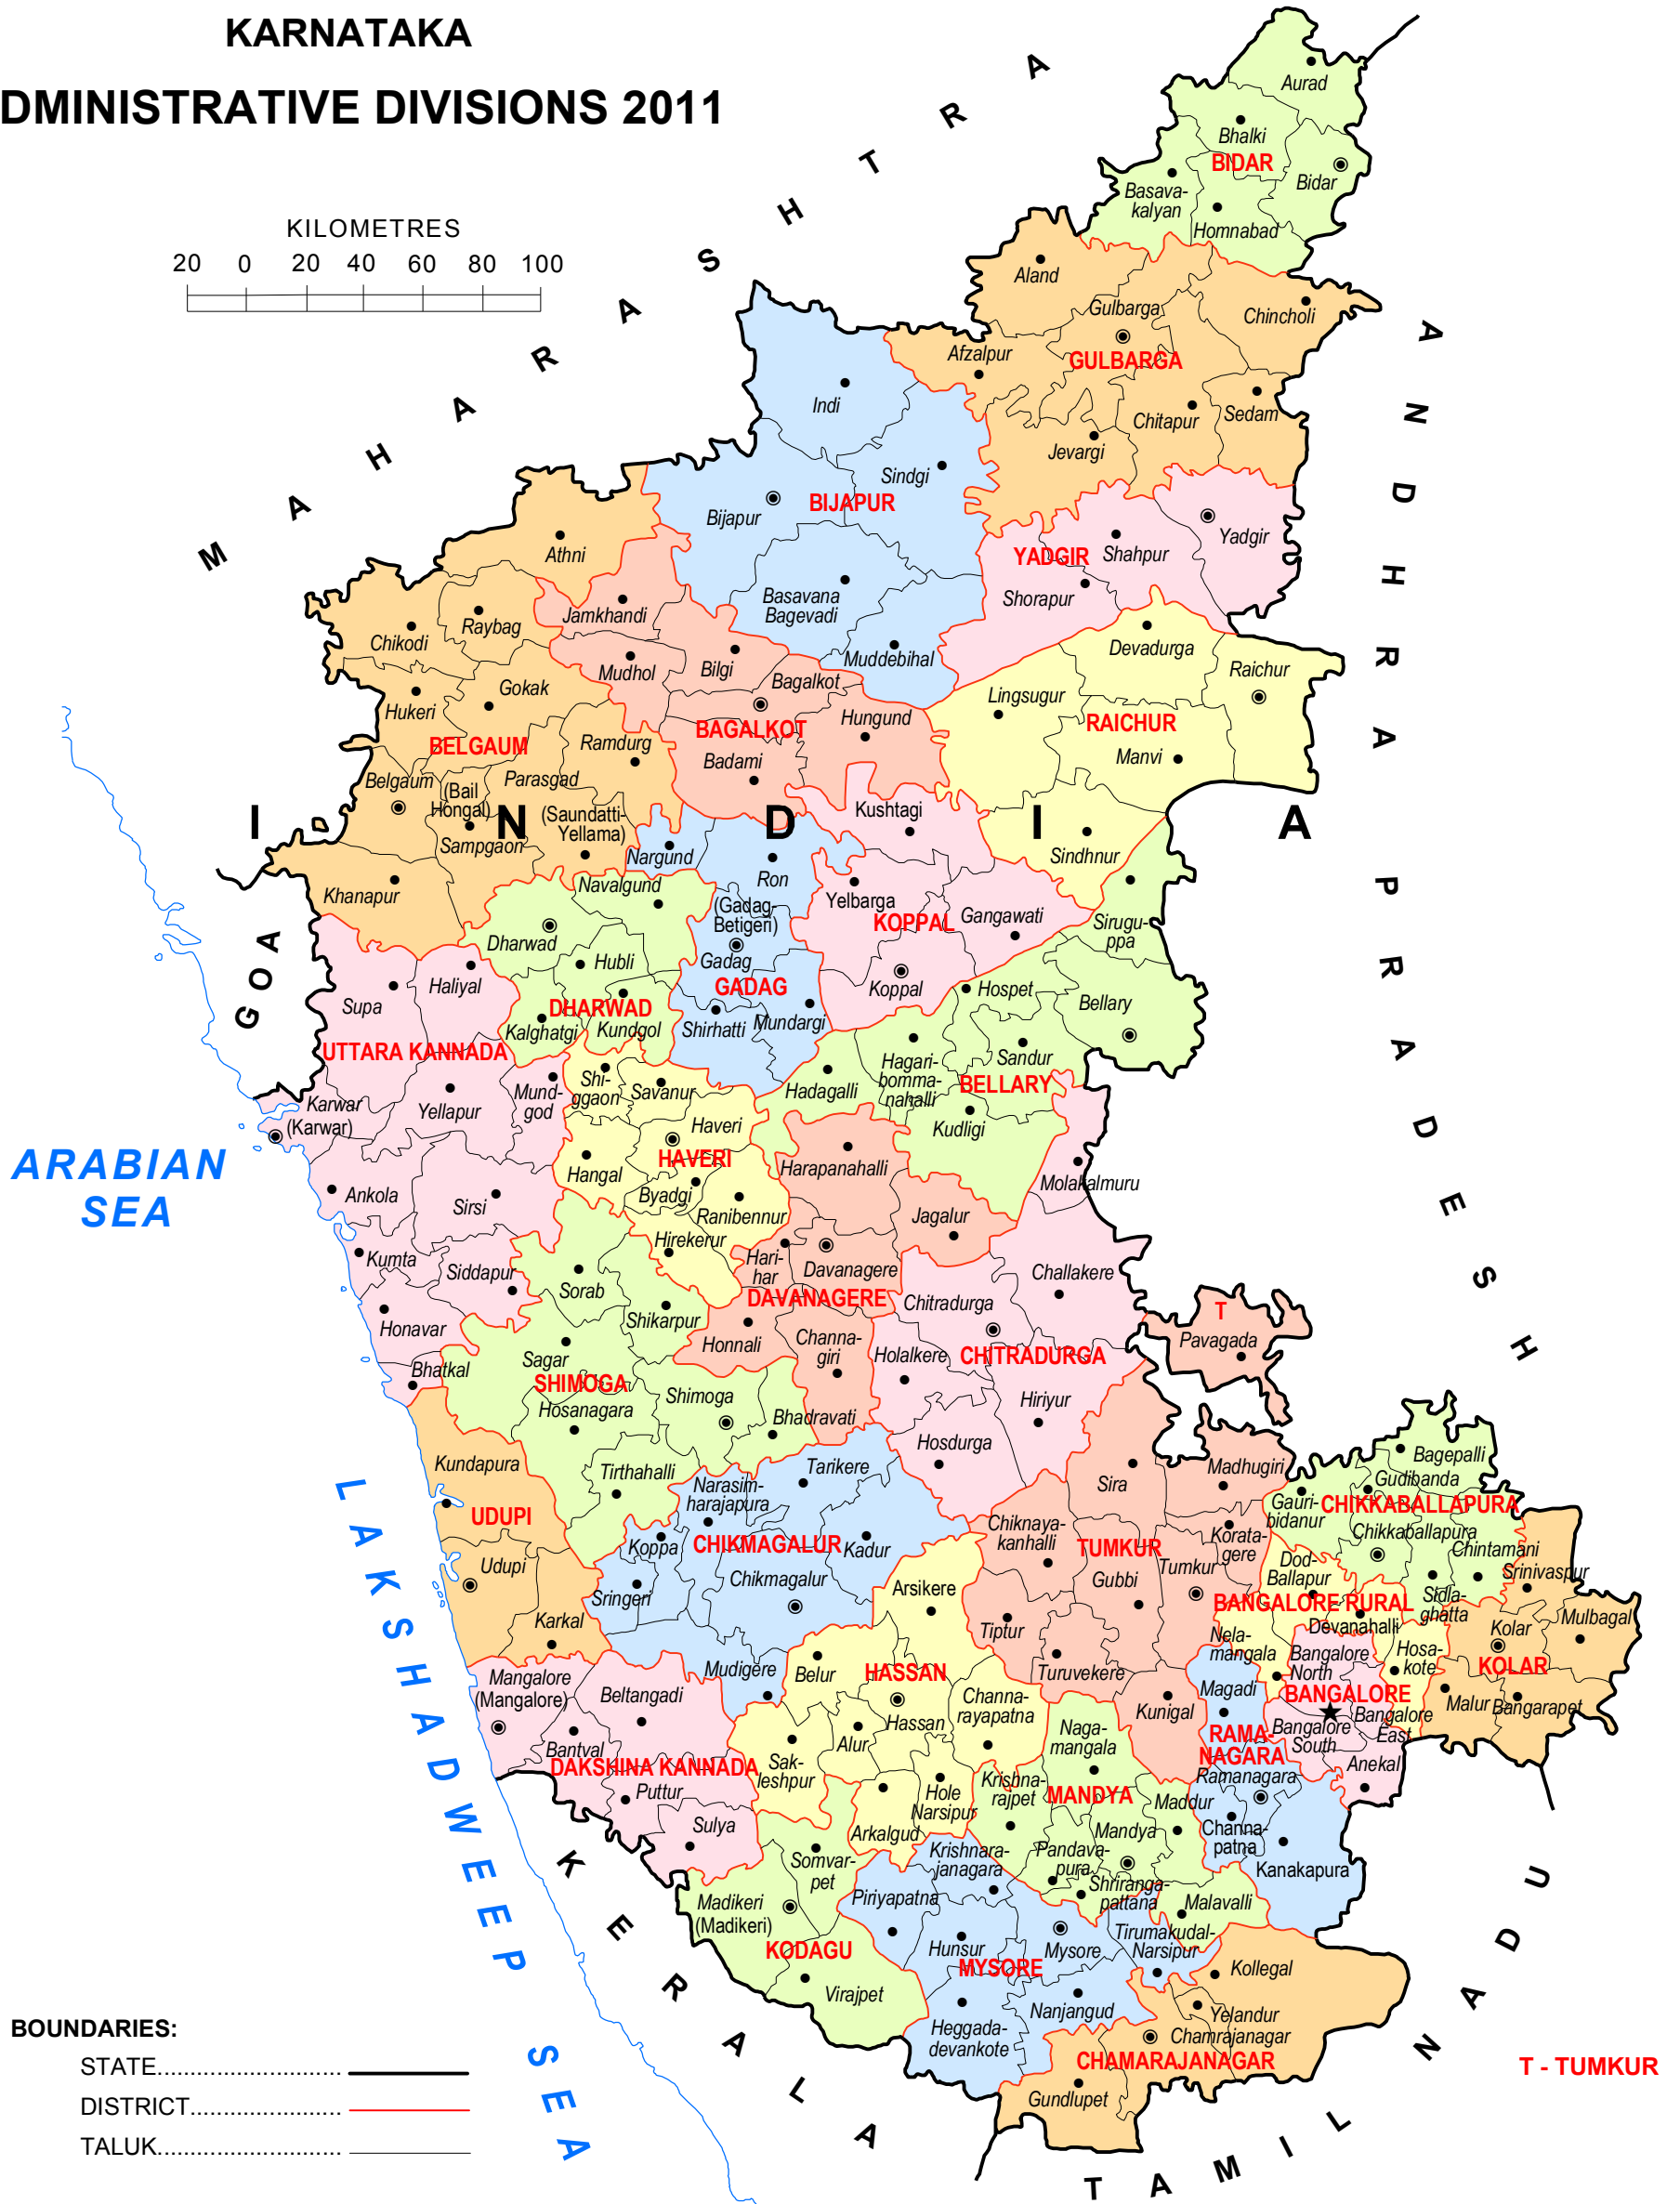 KARNATAKA
DMINISTRATIVE DIVISIONS 2011
KILOMETRES
20 0 20 40 60 80 100
MAHARASHTRA
ANDHRA PRADESH
GOA
INDIA
ARABIAN
SEA
LAKSHADWEEP SEA
KERALA
TAMIL NADU
Aurad
Bhalki
BIDAR
Bidar
Basava-
kalyan
Homnabad
Aland
Gulbarga
Chincholi
Afzalpur
GULBARGA
Chitapur
Sedam
Jevargi
Indi
Sindgi
Bijapur
BIJAPUR
Basavana
Bagevadi
Muddebihal
YADGIR
Shahpur
Yadgir
Shorapur
Athni
Chikodi
Raybag
Hukeri
Gokak
BELGAUM
Ramdurg
Belgaum
(Bail
Hongal)
Parasgad
(Saundatti-
Yellama)
Sampgaon
Khanapur
Jamkhandi
Mudhol
Bilgi
Bagalkot
BAGALKOT
Hungund
Badami
Devadurga
Raichur
Lingsugur
RAICHUR
Manvi
Sindhnur
Kushtagi
Yelbarga
KOPPAL
Gangawati
Koppal
Nargund
Ron
(Gadag-
Betigeri)
Gadag
GADAG
Shirhatti
Mundargi
Navalgund
Dharwad
Hubli
DHARWAD
Kalghatgi
Kundgol
Supa
Haliyal
UTTARA KANNADA
Karwar
(Karwar)
Yellapur
Mund-
god
Ankola
Sirsi
Kumta
Siddapur
Honavar
Bhatkal
Shi-
ggaon
Savanur
Haveri
HAVERI
Hangal
Byadgi
Ranibennur
Hirekerur
Sirugu-
ppa
Hospet
Bellary
Sandur
BELLARY
Hagari-
bomma-
nahalli
Hadagalli
Kudligi
Harapanahalli
Jagalur
Hari-
har
Davanagere
DAVANAGERE
Honnali
Channa-
giri
Molakalmuru
Challakere
Chitradurga
CHITRADURGA
Holalkere
Hiriyur
Hosdurga
Sorab
Shikarpur
Sagar
SHIMOGA
Hosanagara
Shimoga
Bhadravati
Tirthahalli
Kundapura
UDUPI
Udupi
Karkal
Tarikere
Narasim-
harajapura
Koppa
CHIKMAGALUR
Kadur
Sringeri
Chikmagalur
Mudigere
T
Pavagada
Sira
Madhugiri
Chiknaya-
kanhalli
TUMKUR
Korata-
gere
Tumkur
Gubbi
Tiptur
Turuvekere
Kunigal
Bagepalli
Gudibanda
Gauri-
bidanur
CHIKKABALLAPURA
Chikkaballapura
Chintamani
Sidla-
ghatta
Dod-
Ballapur
BANGALORE RURAL
Devanahalli
Nela-
mangala
Hosa-
kote
Srinivaspur
Kolar
Mulbagal
KOLAR
Malur
Bangarapet
Bangalore
North
BANGALORE
Bangalore
South
Bangalore
East
Anekal
Magadi
RAMA-
NAGARA
Ramanagara
Channa-
patna
Kanakapura
Arsikere
Belur
HASSAN
Hassan
Channa-
rayapatna
Alur
Sak-
leshpur
Hole
Narsipur
Arkalgud
Mangalore
(Mangalore)
Beltangadi
Bantval
DAKSHINA KANNADA
Puttur
Sulya
Naga-
mangala
Krishna-
rajpet
MANDYA
Maddur
Mandya
Pandava-
pura
Shriranga-
pattana
Malavalli
Somvar-
pet
Madikeri
(Madikeri)
KODAGU
Virajpet
Krishnara-
janagara
Piriyapatna
Hunsur
Mysore
MYSORE
Tirumakudal-
Narsipur
Nanjangud
Heggada-
devankote
Kollegal
Yelandur
Chamrajanagar
CHAMARAJANAGAR
Gundlupet
BOUNDARIES:
STATE
DISTRICT
TALUK
T - TUMKUR